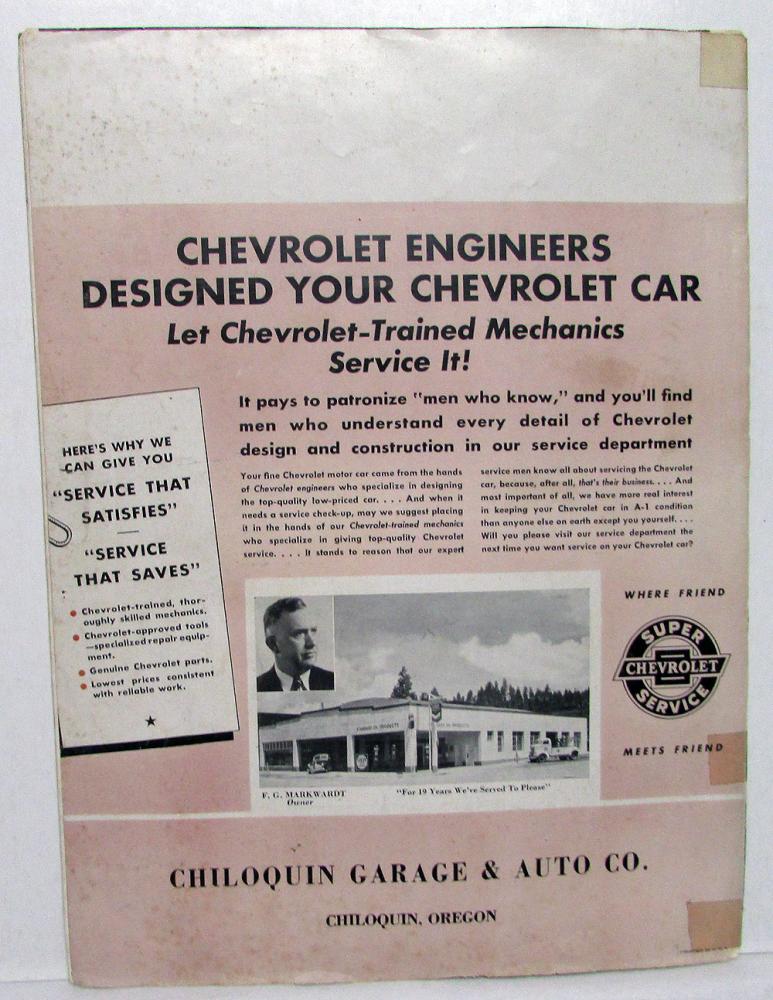 CHEVROLET ENGINEERS
DESIGNED YOUR CHEVROLET CAR
Let Chevrolet-Trained Mechanics
Service It!
It pays to patronize "men who know," and you'll find
men who understand every detail of Chevrolet
design and construction in our service department
HERE'S WHY WE
CAN GIVE YOU
"SERVICE THAT
SATISFIES"
"SERVICE
THAT SAVES"
Chevrolet-trained, thor-
oughly skilled mechanics.
Chevrolet-approved tools
—specialized repair equip-
ment.
Genuine Chevrolet parts.
Lowest prices consistent
with reliable work.
Your fine Chevrolet motor car came from the hands
of Chevrolet engineers who specialize in designing
the top-quality low-priced car. . . . And when it
needs a service check-up, may we suggest placing
it in the hands of our Chevrolet-trained mechanics
who specialize in giving top-quality Chevrolet
service. . . . It stands to reason that our expert
service men know all about servicing the Chevrolet
car, because, after all, that's their business. . . . And
most important of all, we have more real interest
in keeping your Chevrolet car in A-1 condition
than anyone else on earth except you yourself. . . .
Will you please visit our service department the
next time you want service on your Chevrolet car?
WHERE FRIEND
SUPER
CHEVROLET
SERVICE
MEETS FRIEND
F. G. MARKWARDT
Owner
"For 19 Years We've Served To Please"
CHILOQUIN GARAGE & AUTO CO.
CHILOQUIN, OREGON